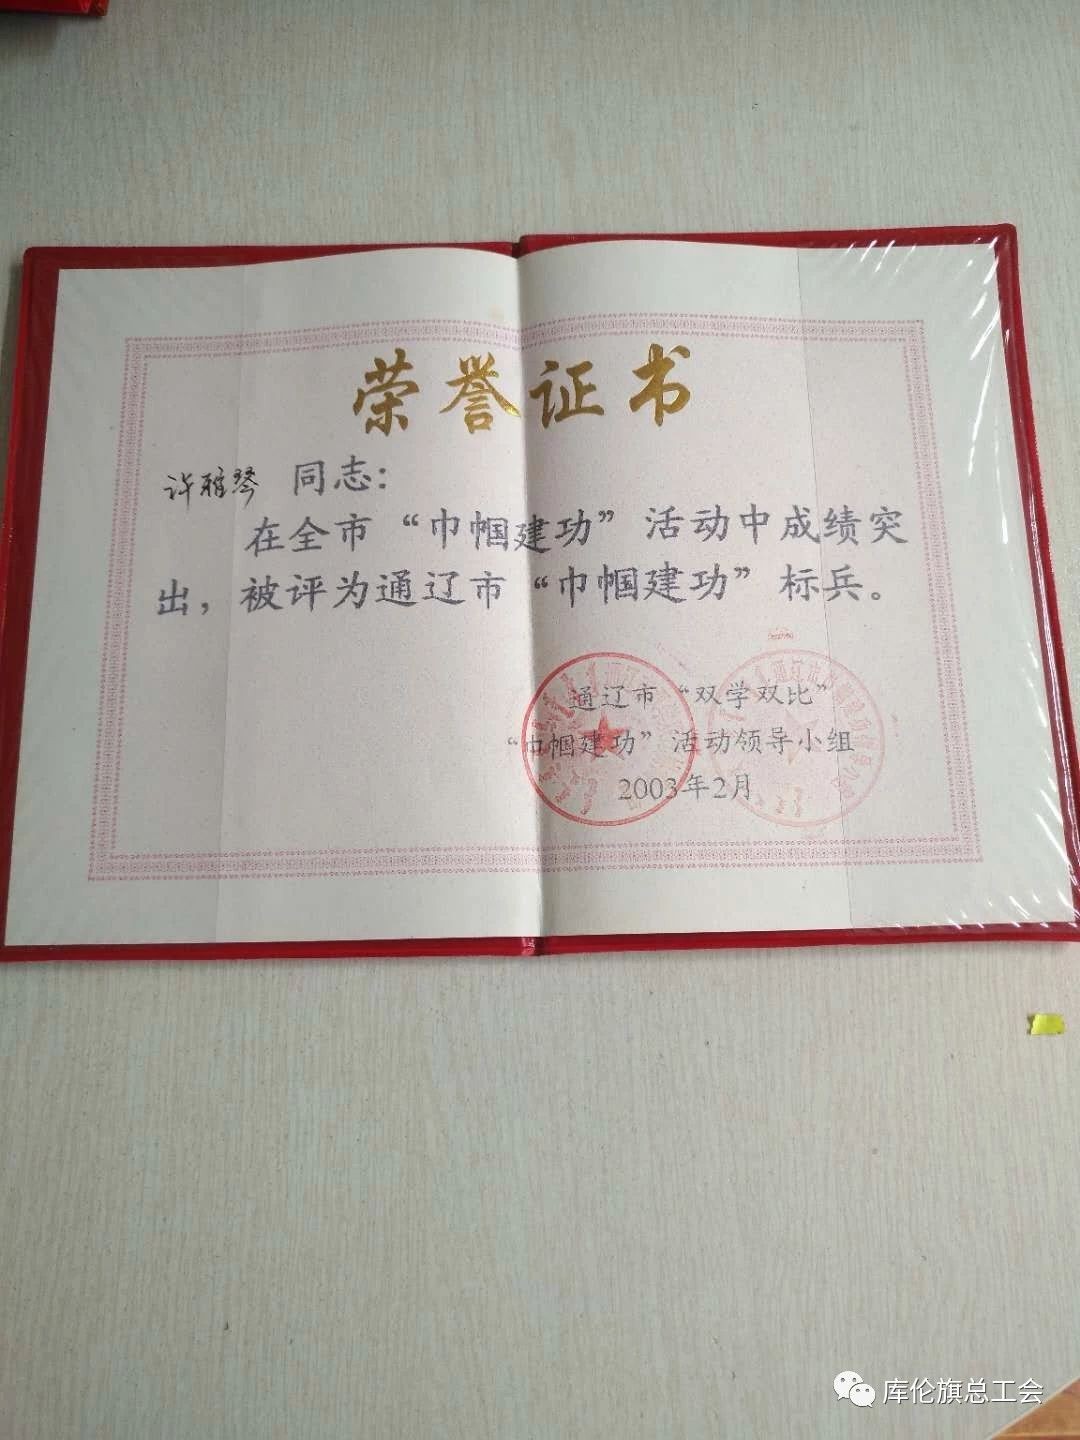 荣誉证书
许雅琴 同志：
在全市“巾帼建功”活动中成绩突
出，被评为通辽市“巾帼建功”标兵。
通辽市“双学双比”
“巾帼建功”活动领导小组
2003年2月
库伦旗总工会